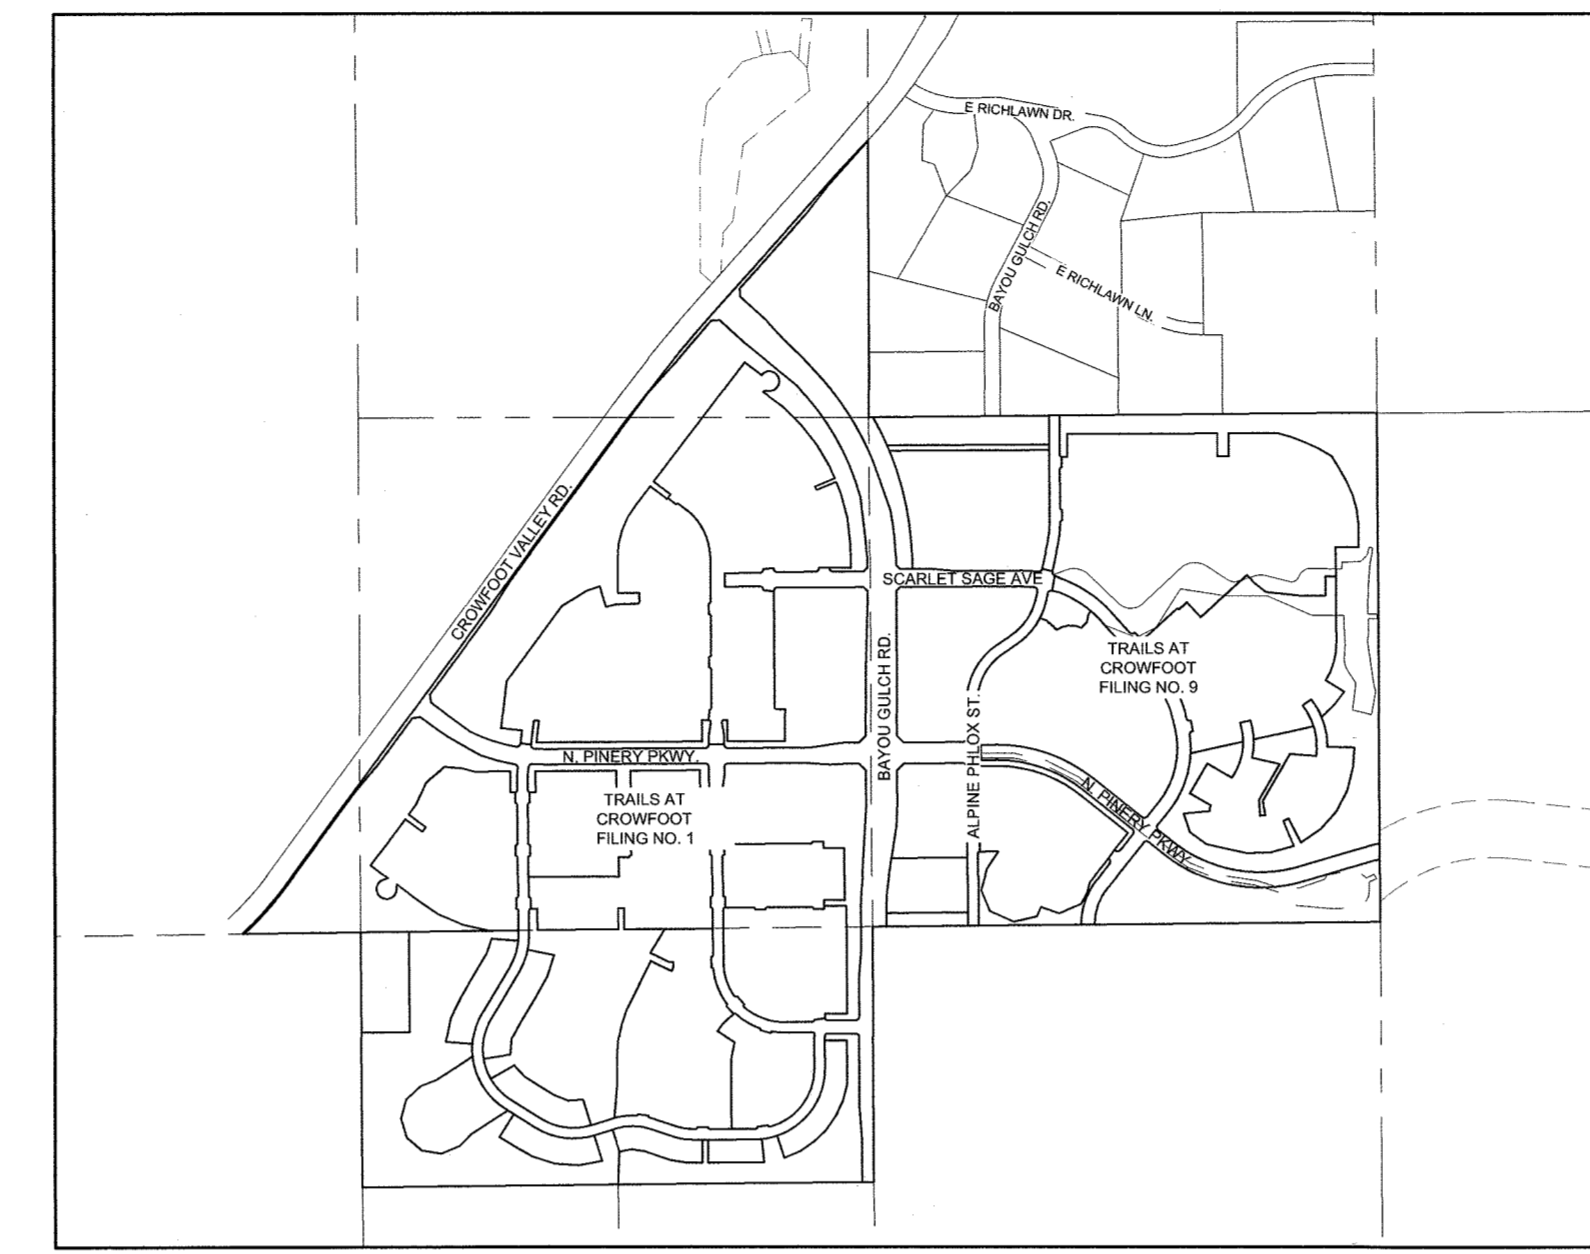 E RICHLAWN DR.
BAYOU GULCH RD.
E RICHLAWN LN.
CROWFOOT VALLEY RD.
SCARLET SAGE AVE
TRAILS AT
CROWFOOT
FILING NO. 9
BAYOU GULCH RD.
ALPINE PHLOX ST.
N. PINERY PKWY.
N. PINERY PKWY.
TRAILS AT
CROWFOOT
FILING NO. 1